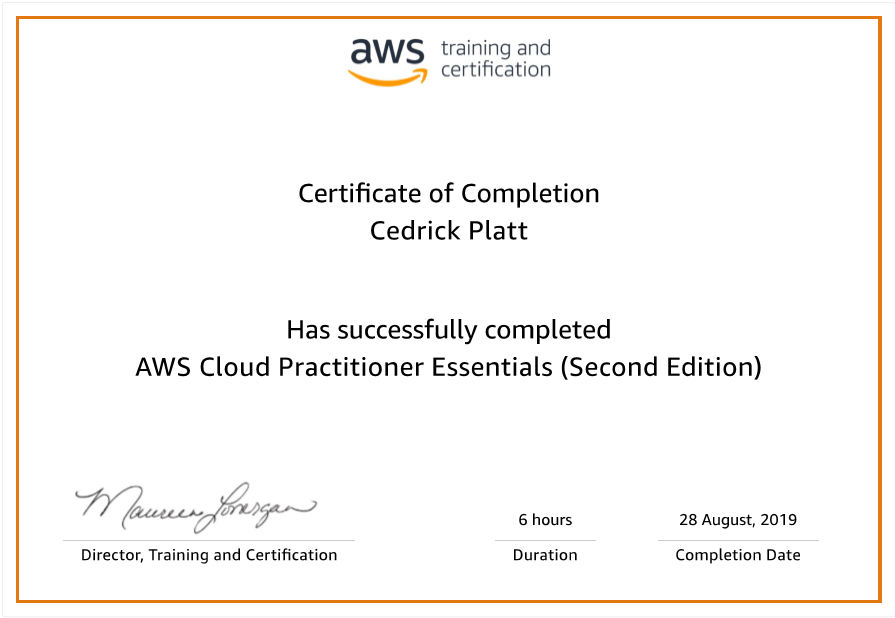 aws training and
certification
Certificate of Completion
Cedrick Platt
Has successfully completed
AWS Cloud Practitioner Essentials (Second Edition)
Maureen Lonergan
6 hours
28 August, 2019
Director, Training and Certification
Duration
Completion Date